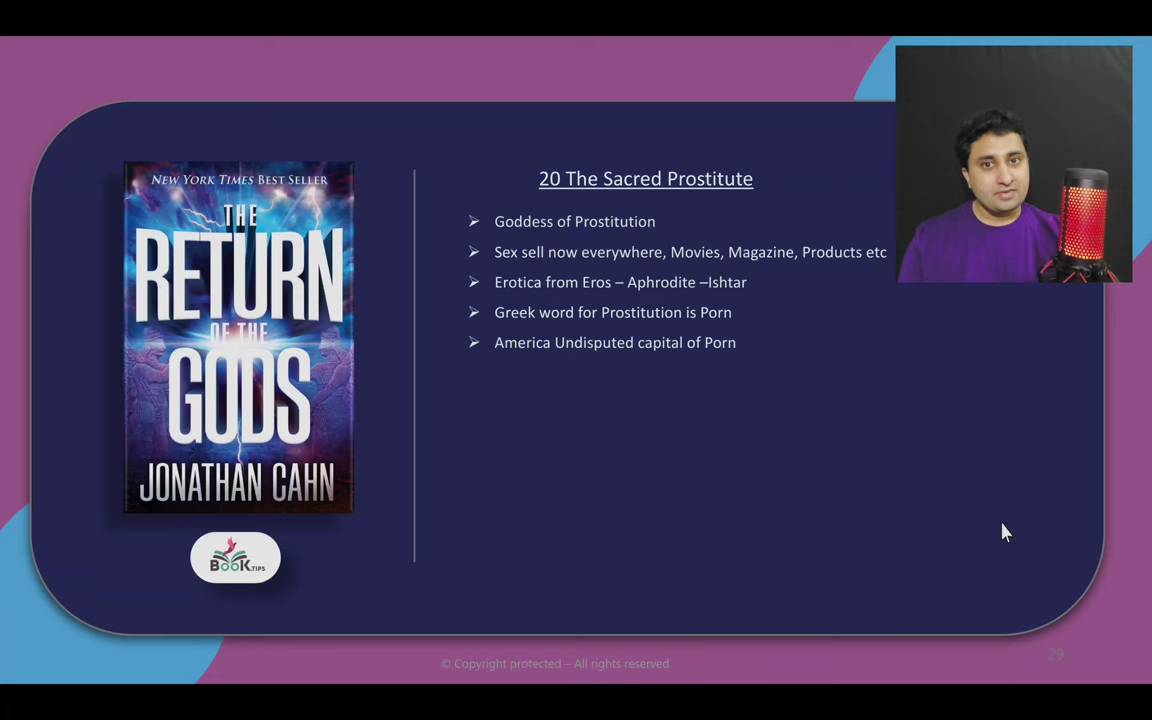 NEW YORK TIMES BEST SELLER
THE
RETURN
OF THE
GODS
JONATHAN CAHN
BOOK.TIPS
20 The Sacred Prostitute
➢ Goddess of Prostitution
➢ Sex sell now everywhere, Movies, Magazine, Products etc
➢ Erotica from Eros – Aphrodite –Ishtar
➢ Greek word for Prostitution is Porn
➢ America Undisputed capital of Porn
© Copyright protected – All rights reserved
29